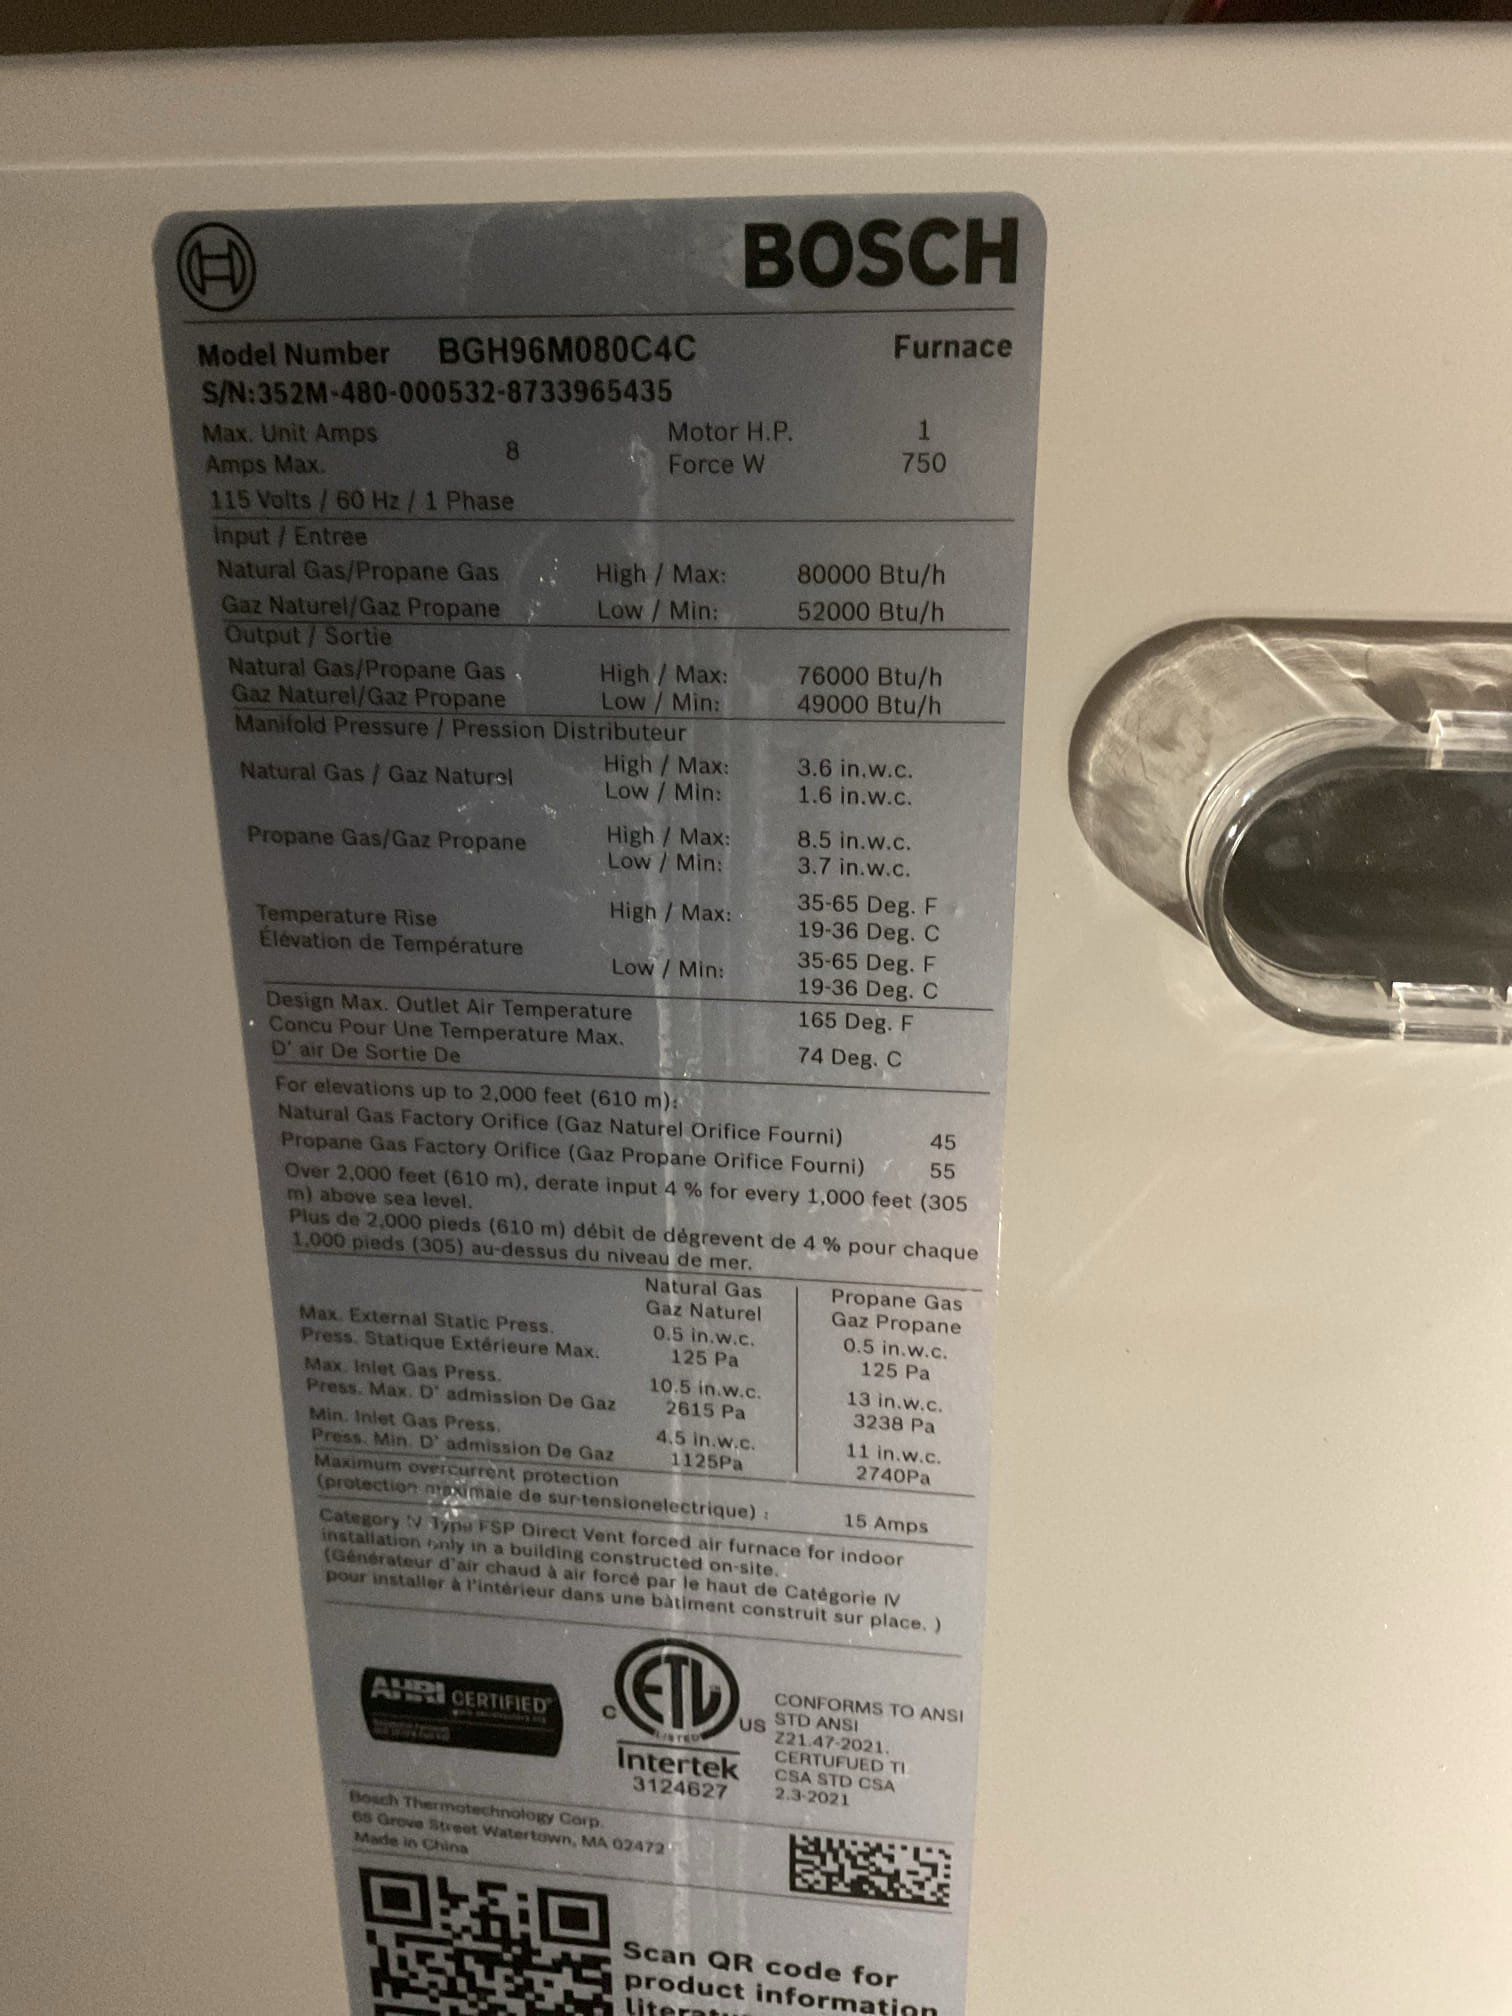 BOSCH
Model Number BGH96M080C4C Furnace
S/N:352M-480-000532-8733965435
Max. Unit Amps 8 Motor H.P. 1
Amps Max. Force W 750
115 Volts / 60 Hz / 1 Phase
Input / Entree
Natural Gas/Propane Gas High / Max: 80000 Btu/h
Gaz Naturel/Gaz Propane Low / Min: 52000 Btu/h
Output / Sortie
Natural Gas/Propane Gas High / Max: 76000 Btu/h
Gaz Naturel/Gaz Propane Low / Min: 49000 Btu/h
Manifold Pressure / Pression Distributeur
Natural Gas / Gaz Naturel High / Max: 3.6 in.w.c.
Low / Min: 1.6 in.w.c.
Propane Gas/Gaz Propane High / Max: 8.5 in.w.c.
Low / Min: 3.7 in.w.c.
Temperature Rise High / Max: 35-65 Deg. F
Élévation de Température 19-36 Deg. C
Low / Min: 35-65 Deg. F
19-36 Deg. C
Design Max. Outlet Air Temperature 165 Deg. F
Concu Pour Une Temperature Max.
D' air De Sortie De 74 Deg. C
For elevations up to 2,000 feet (610 m):
Natural Gas Factory Orifice (Gaz Naturel Orifice Fourni) 45
Propane Gas Factory Orifice (Gaz Propane Orifice Fourni) 55
Over 2,000 feet (610 m), derate input 4 % for every 1,000 feet (305
m) above sea level.
Plus de 2,000 pieds (610 m) débit de dégrevent de 4 % pour chaque
1,000 pieds (305) au-dessus du niveau de mer.
Natural Gas Propane Gas
Gaz Naturel Gaz Propane
Max. External Static Press. 0.5 in.w.c. 0.5 in.w.c.
Press. Statique Extérieure Max. 125 Pa 125 Pa
Max. Inlet Gas Press. 10.5 in.w.c. 13 in.w.c.
Press. Max. D' admission De Gaz 2615 Pa 3238 Pa
Min. Inlet Gas Press. 4.5 in.w.c. 11 in.w.c.
Press. Min. D' admission De Gaz 1125Pa 2740Pa
Maximum overcurrent protection
(protection maximale de sur-tensionelectrique) : 15 Amps
Category IV Type FSP Direct Vent forced air furnace for indoor
installation only in a building constructed on-site.
(Générateur d'air chaud à air forcé par le haut de Catégorie IV
pour installer à l'intérieur dans une bâtiment construit sur place. )
AHRI CERTIFIED
C ETL US
LISTED
Intertek
3124627
CONFORMS TO ANSI
STD ANSI
Z21.47-2021.
CERTUFUED TI
CSA STD CSA
2.3-2021
Bosch Thermotechnology Corp.
65 Grove Street Watertown, MA 02472
Made in China
Scan QR code for
product information